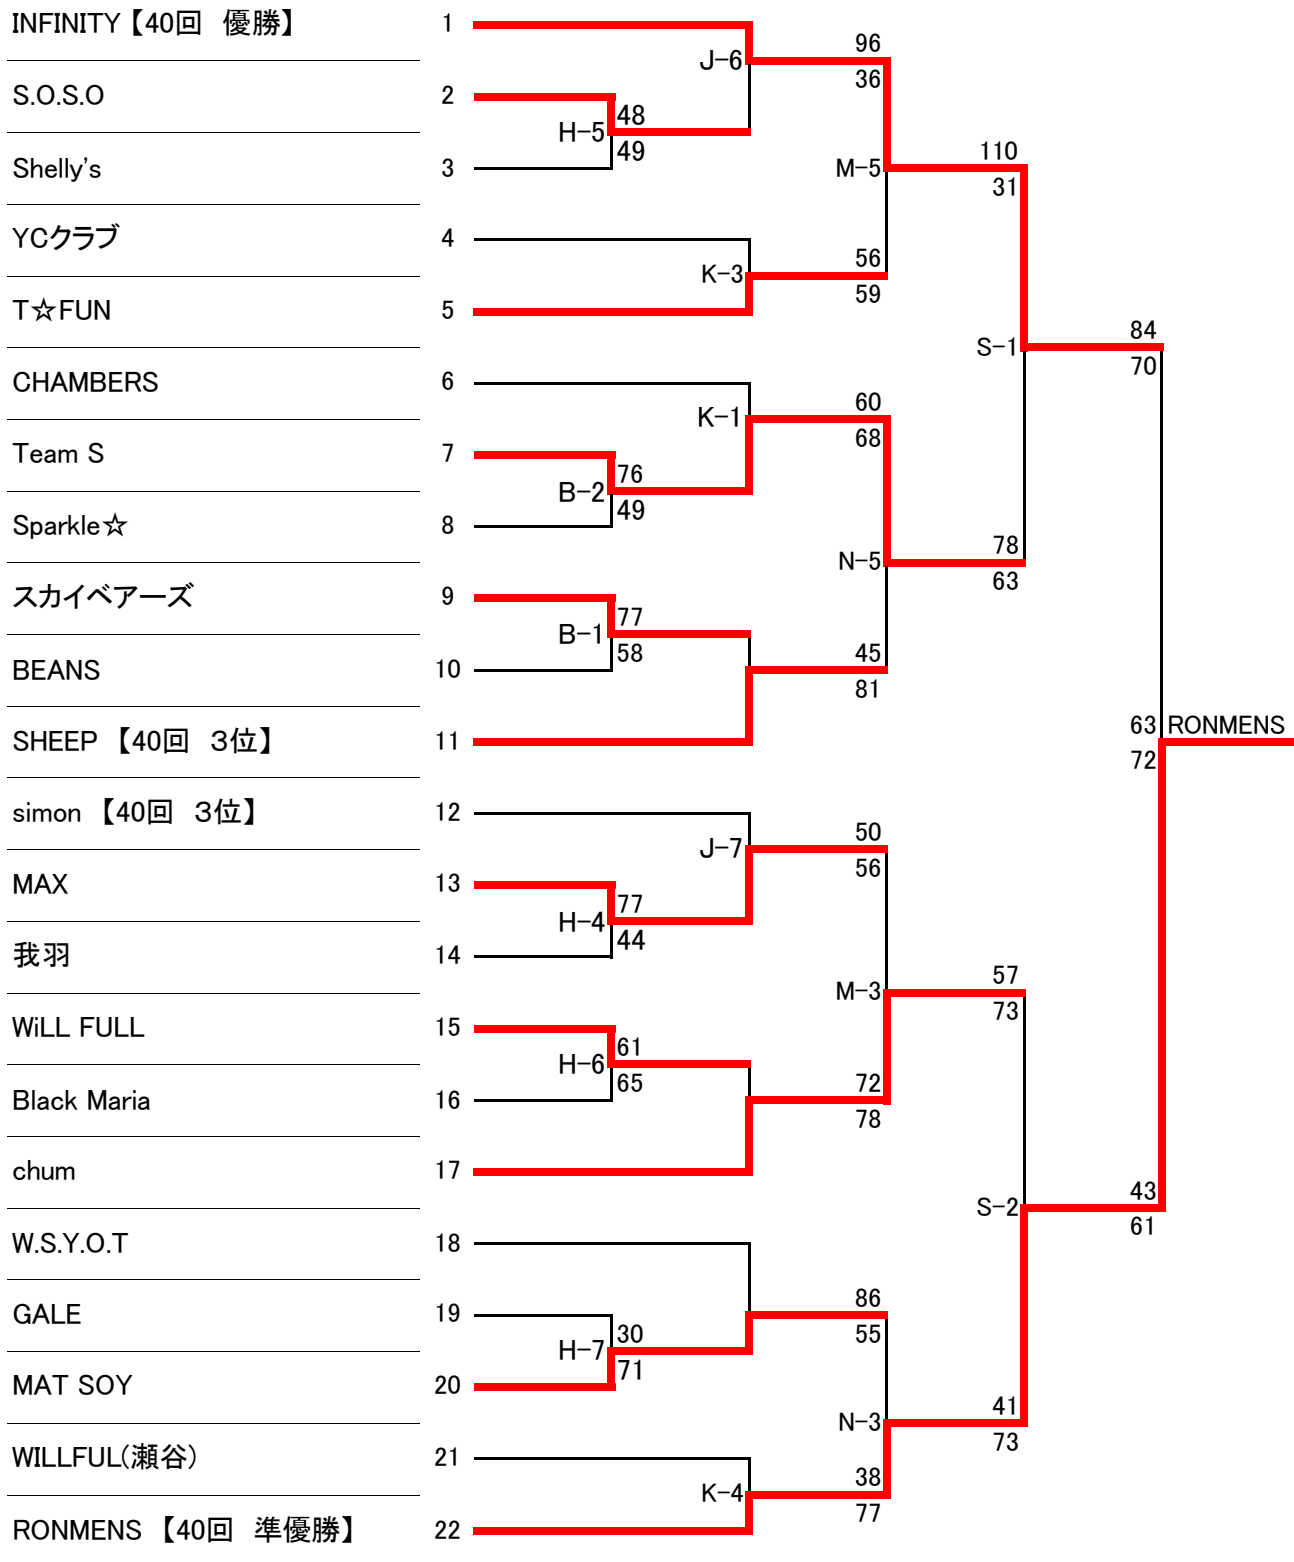 INFINITY【40回　優勝】 1
96
J-6
36
S.O.S.O 2
48
H-5
49
110
Shelly's 3
M-5
31
YCクラブ 4
56
K-3
59
T☆FUN 5
84
S-1
70
CHAMBERS 6
60
K-1
68
Team S 7
76
B-2
49
Sparkle☆ 8
78
N-5
63
スカイベアーズ 9
77
B-1
58
45
BEANS 10
81
63 RONMENS
SHEEP 【40回　3位】 11
72
simon 【40回　3位】 12
50
J-7
56
MAX 13
77
H-4
44
我羽 14
57
M-3
73
WiLL FULL 15
61
H-6
65
72
Black Maria 16
78
chum 17
43
S-2
61
W.S.Y.O.T 18
86
GALE 19
30
55
H-7
71
MAT SOY 20
41
N-3
73
WILLFUL(瀬谷) 21
38
K-4
77
RONMENS 【40回　準優勝】 22